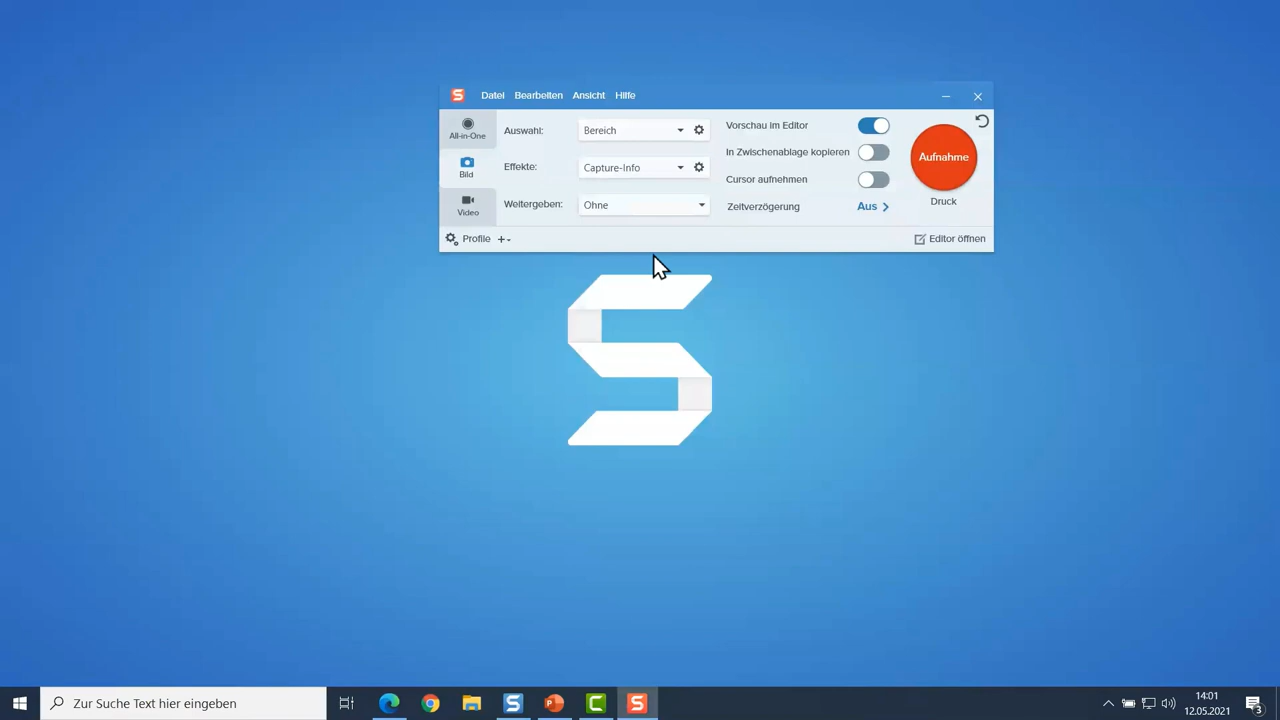 Datei Bearbeiten Ansicht Hilfe
All-in-One
Bild
Video
Auswahl: Bereich
Effekte: Capture-Info
Weitergeben: Ohne
Vorschau im Editor
In Zwischenablage kopieren
Cursor aufnehmen
Zeitverzögerung Aus
Aufnahme
Druck
Profile
Editor öffnen
Zur Suche Text hier eingeben
14:01
12.05.2021
3